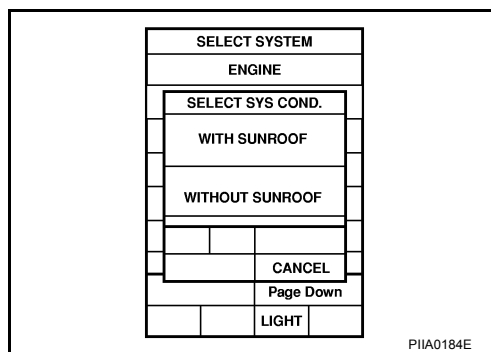 SELECT SYSTEM
ENGINE
SELECT SYS COND.
WITH SUNROOF
WITHOUT SUNROOF
CANCEL
Page Down
LIGHT
PIIA0184E